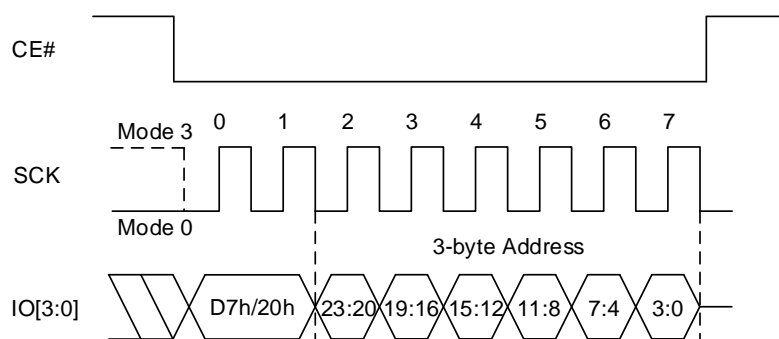 CE#
0 1 2 3 4 5 6 7
Mode 3
SCK
Mode 0
3-byte Address
IO[3:0] D7h/20h 23:20 19:16 15:12 11:8 7:4 3:0